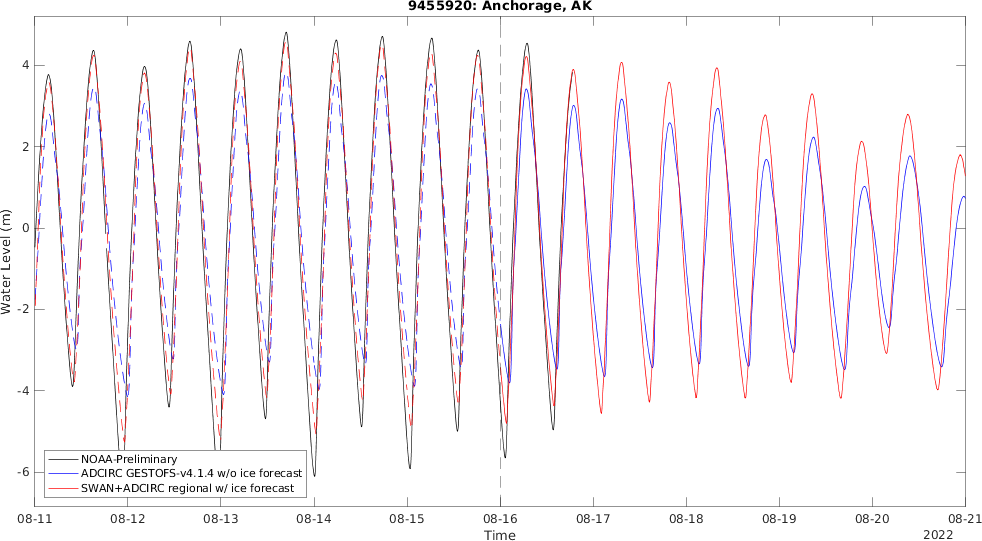 9455920: Anchorage, AK
Water Level (m)
4
2
0
-2
-4
-6
NOAA-Preliminary
ADCIRC GESTOFS-v4.1.4 w/o ice forecast
SWAN+ADCIRC regional w/ ice forecast
08-11 08-12 08-13 08-14 08-15 08-16 08-17 08-18 08-19 08-20 08-21
Time
2022